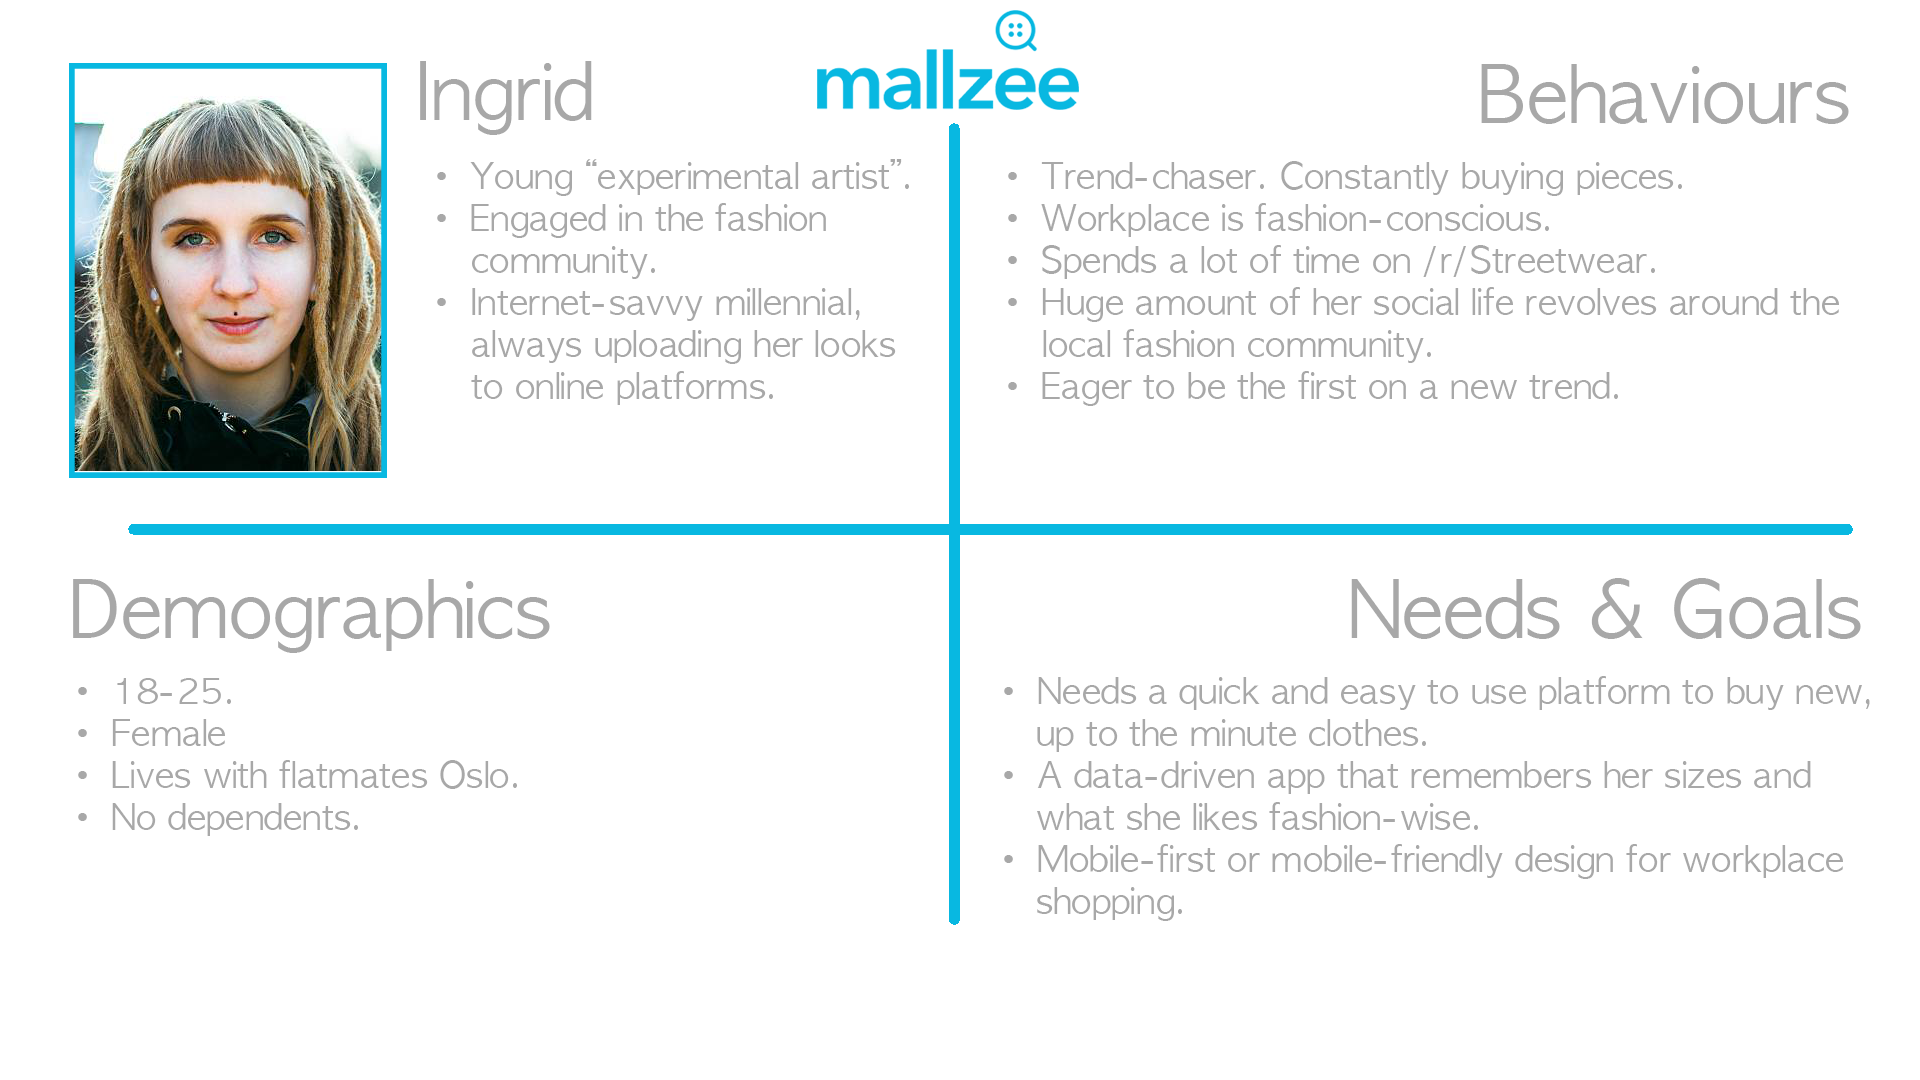 mallzee
Ingrid
• Young “experimental artist”.
• Engaged in the fashion
community.
• Internet-savvy millennial,
always uploading her looks
to online platforms.
Behaviours
• Trend-chaser. Constantly buying pieces.
• Workplace is fashion-conscious.
• Spends a lot of time on /r/Streetwear.
• Huge amount of her social life revolves around the
local fashion community.
• Eager to be the first on a new trend.
Demographics
• 18-25.
• Female
• Lives with flatmates Oslo.
• No dependents.
Needs & Goals
• Needs a quick and easy to use platform to buy new,
up to the minute clothes.
• A data-driven app that remembers her sizes and
what she likes fashion-wise.
• Mobile-first or mobile-friendly design for workplace
shopping.